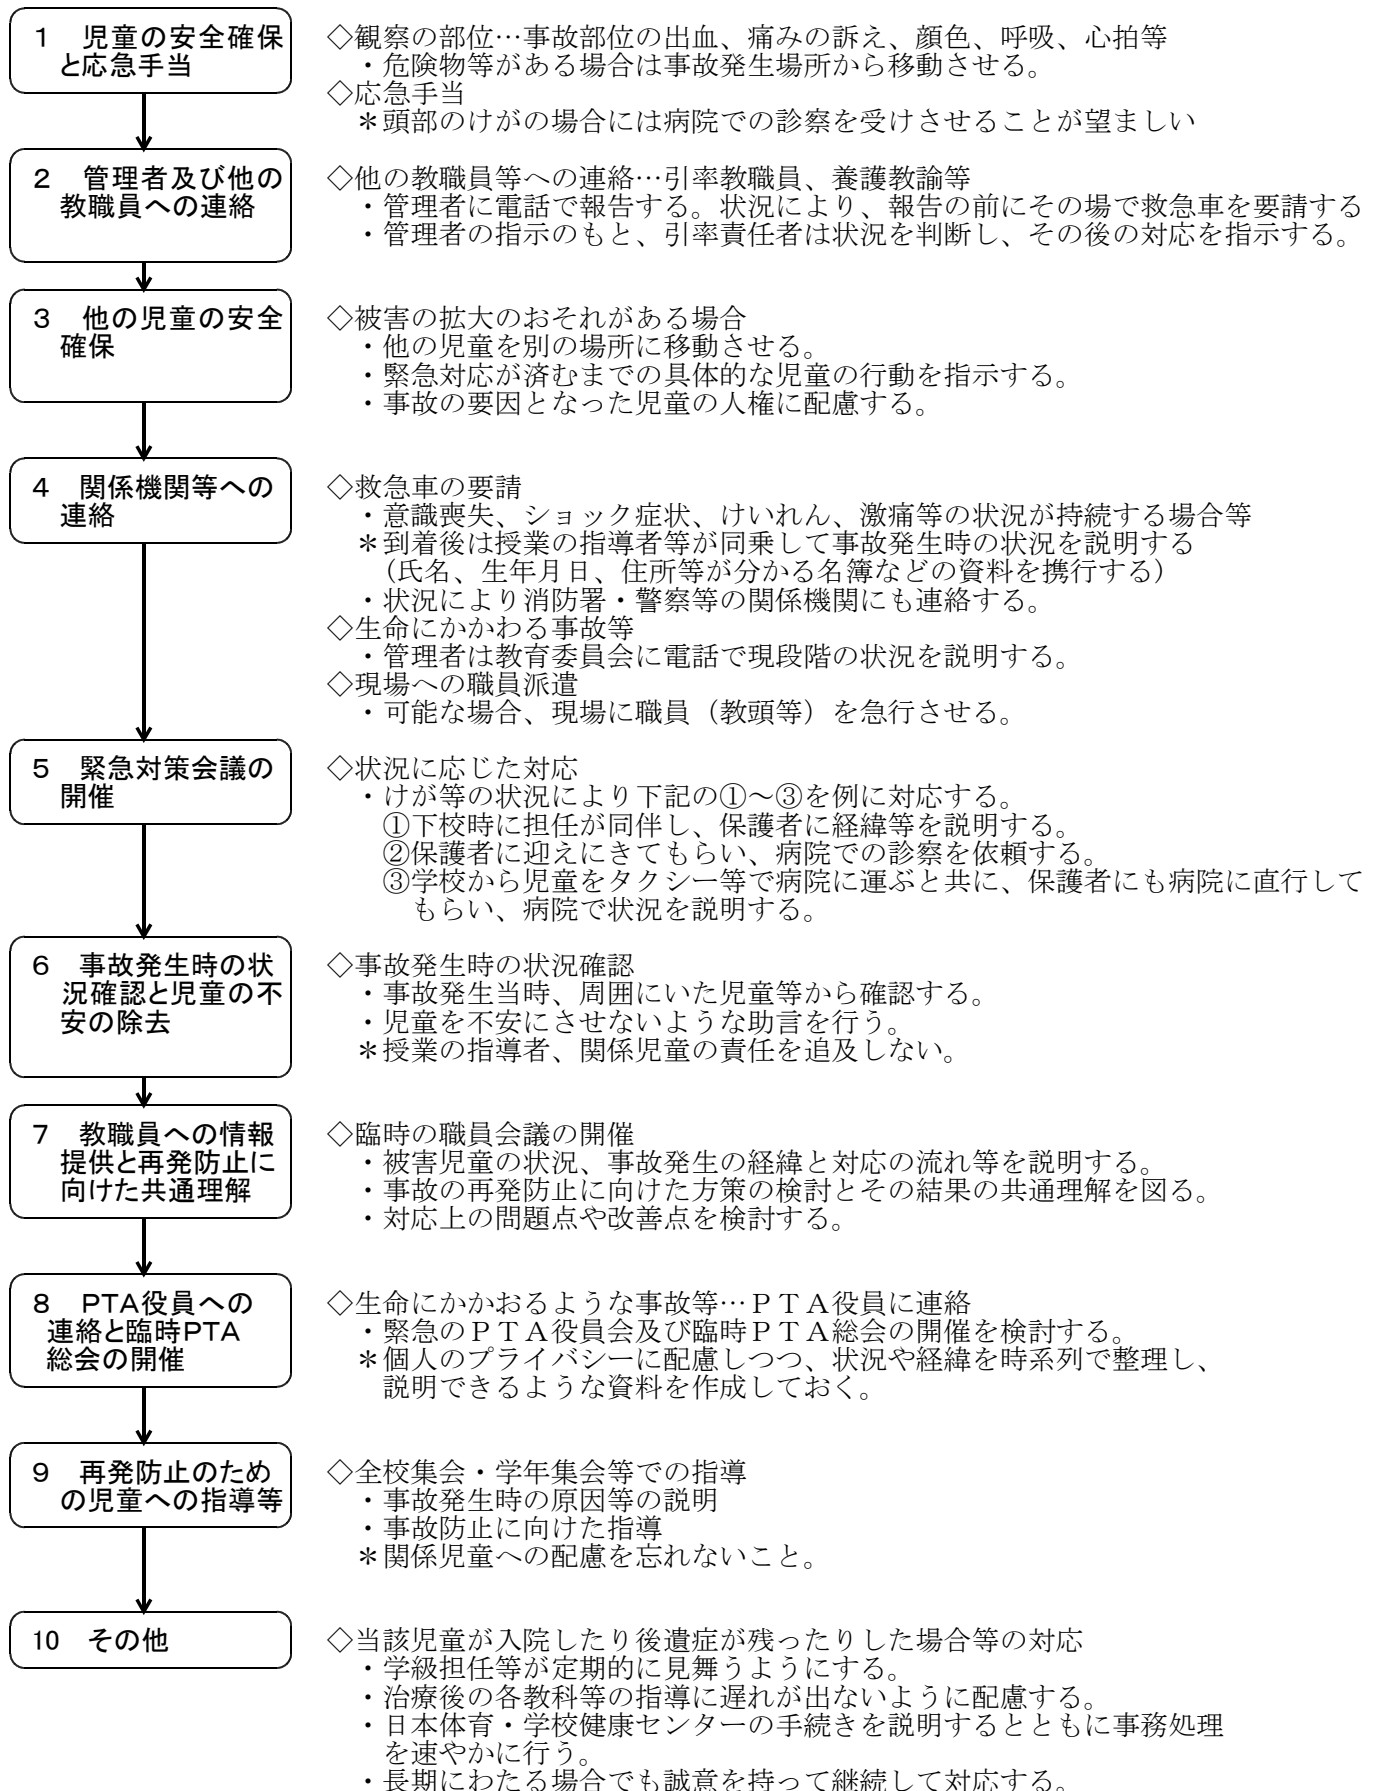 1　児童の安全確保
と応急手当
◇観察の部位…事故部位の出血、痛みの訴え、顔色、呼吸、心拍等
・危険物等がある場合は事故発生場所から移動させる。
◇応急手当
＊頭部のけがの場合には病院での診察を受けさせることが望ましい
2　管理者及び他の
教職員への連絡
◇他の教職員等への連絡…引率教職員、養護教諭等
・管理者に電話で報告する。状況により、報告の前にその場で救急車を要請する
・管理者の指示のもと、引率責任者は状況を判断し、その後の対応を指示する。
3　他の児童の安全
確保
◇被害の拡大のおそれがある場合
・他の児童を別の場所に移動させる。
・緊急対応が済むまでの具体的な児童の行動を指示する。
・事故の要因となった児童の人権に配慮する。
4　関係機関等への
連絡
◇救急車の要請
・意識喪失、ショック症状、けいれん、激痛等の状況が持続する場合等
＊到着後は授業の指導者等が同乗して事故発生時の状況を説明する
（氏名、生年月日、住所等が分かる名簿などの資料を携行する）
・状況により消防署・警察等の関係機関にも連絡する。
◇生命にかかわる事故等
・管理者は教育委員会に電話で現段階の状況を説明する。
◇現場への職員派遣
・可能な場合、現場に職員（教頭等）を急行させる。
5　緊急対策会議の
開催
◇状況に応じた対応
・けが等の状況により下記の①～③を例に対応する。
①下校時に担任が同伴し、保護者に経緯等を説明する。
②保護者に迎えにきてもらい、病院での診察を依頼する。
③学校から児童をタクシー等で病院に運ぶと共に、保護者にも病院に直行して
もらい、病院で状況を説明する。
6　事故発生時の状
況確認と児童の不
安の除去
◇事故発生時の状況確認
・事故発生当時、周囲にいた児童等から確認する。
・児童を不安にさせないような助言を行う。
＊授業の指導者、関係児童の責任を追及しない。
7　教職員への情報
提供と再発防止に
向けた共通理解
◇臨時の職員会議の開催
・被害児童の状況、事故発生の経緯と対応の流れ等を説明する。
・事故の再発防止に向けた方策の検討とその結果の共通理解を図る。
・対応上の問題点や改善点を検討する。
8　PTA役員への
連絡と臨時PTA
総会の開催
◇生命にかかおるような事故等…ＰＴＡ役員に連絡
・緊急のＰＴＡ役員会及び臨時ＰＴＡ総会の開催を検討する。
＊個人のプライバシーに配慮しつつ、状況や経緯を時系列で整理し、
説明できるような資料を作成しておく。
9　再発防止のため
の児童への指導等
◇全校集会・学年集会等での指導
・事故発生時の原因等の説明
・事故防止に向けた指導
＊関係児童への配慮を忘れないこと。
10　その他
◇当該児童が入院したり後遺症が残ったりした場合等の対応
・学級担任等が定期的に見舞うようにする。
・治療後の各教科等の指導に遅れが出ないように配慮する。
・日本体育・学校健康センターの手続きを説明するとともに事務処理
を速やかに行う。
・長期にわたる場合でも誠意を持って継続して対応する。